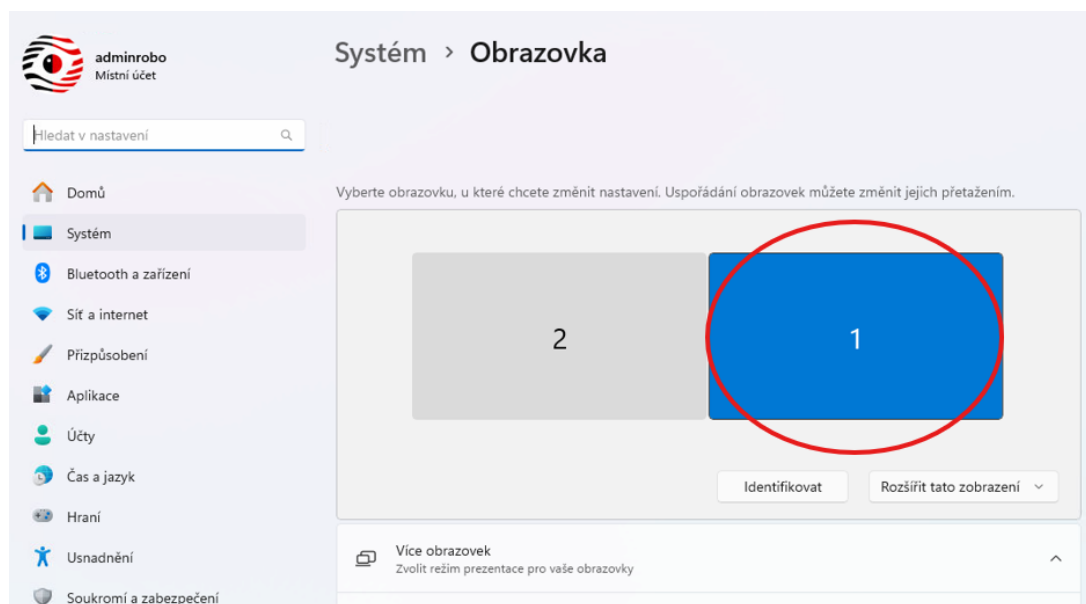 adminrobo
Místní účet
Hledat v nastavení
Domů
Systém
Bluetooth a zařízení
Síť a internet
Přizpůsobení
Aplikace
Účty
Čas a jazyk
Hraní
Usnadnění
Soukromí a zabezpečení
Systém > Obrazovka
Vyberte obrazovku, u které chcete změnit nastavení. Uspořádání obrazovek můžete změnit jejich přetažením.
2
1
Identifikovat
Rozšířit tato zobrazení
Více obrazovek
Zvolit režim prezentace pro vaše obrazovky